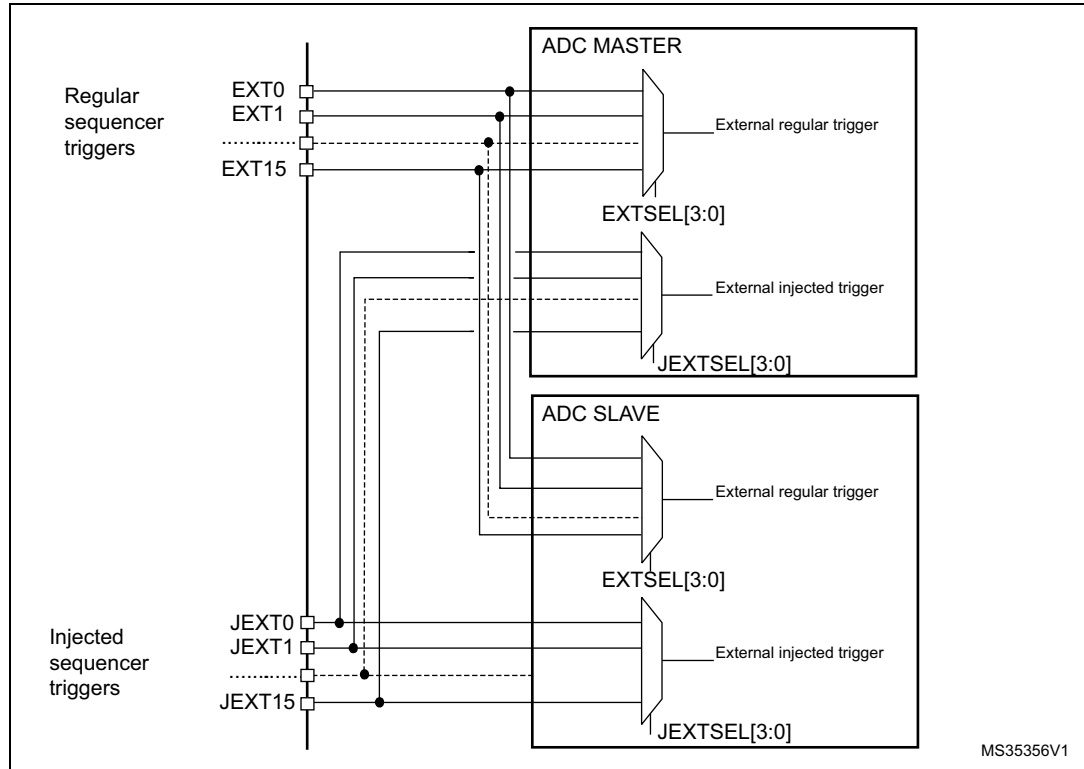 ADC MASTER
Regular
sequencer
triggers
EXT0
EXT1
EXT15
External regular trigger
EXTSEL[3:0]
External injected trigger
JEXTSEL[3:0]
ADC SLAVE
External regular trigger
EXTSEL[3:0]
Injected
sequencer
triggers
JEXT0
JEXT1
JEXT15
External injected trigger
JEXTSEL[3:0]
MS35356V1